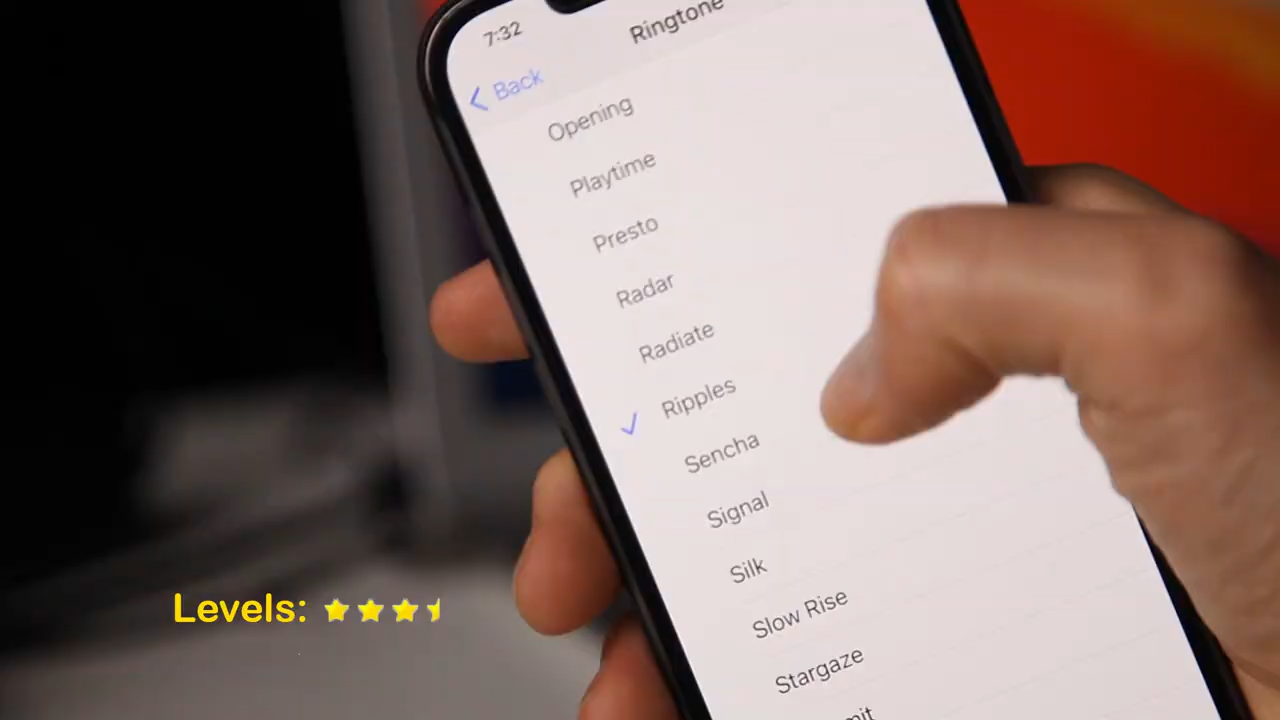 7:32
Ringtone
Back
Opening
Playtime
Presto
Radar
Radiate
Ripples
Sencha
Signal
Silk
Slow Rise
Stargaze
Levels: